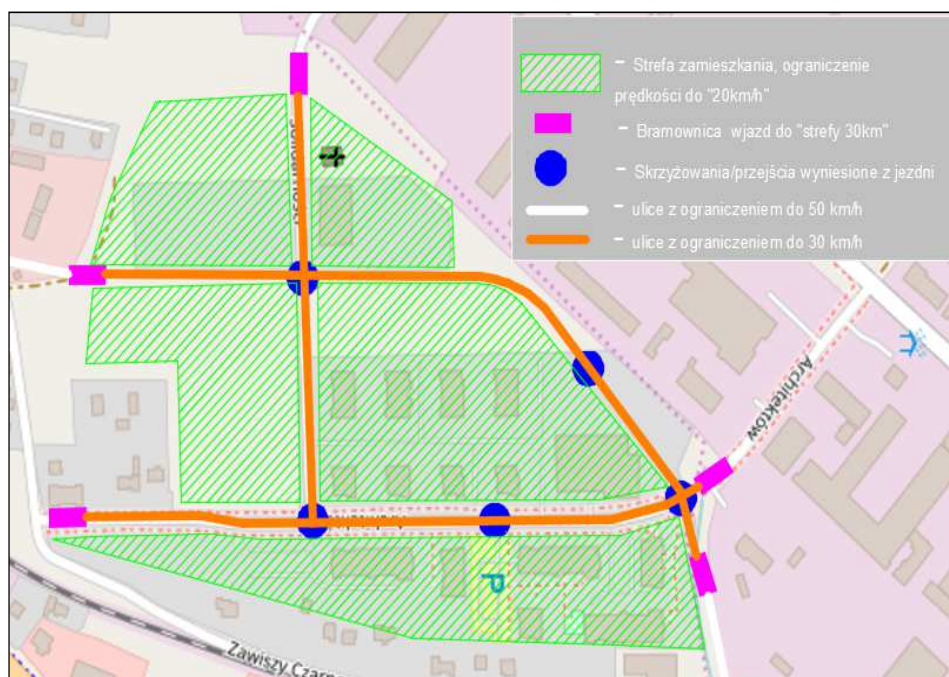 - Strefa zamieszkania, ograniczenie
prędkości do "20km/h"
- Bramownica wjazd do "strefy 30km"
- Skrzyżowania/przejścia wyniesione z jezdni
- ulice z ograniczeniem do 50 km/h
- ulice z ograniczeniem do 30 km/h
Architektów
P
Zawiszy